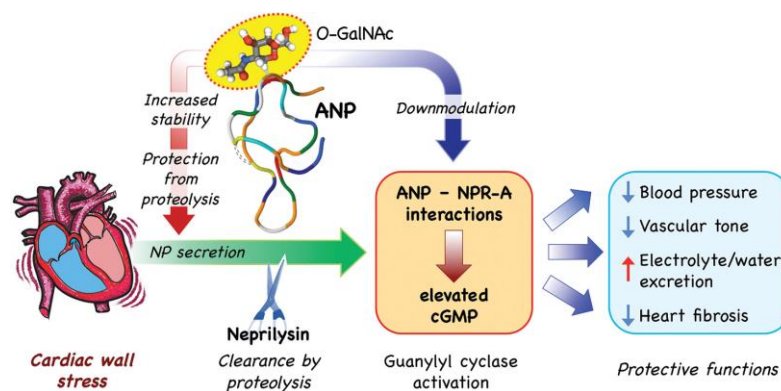 O-GalNAc
Increased
stability
ANP
Downmodulation
Protection
from
proteolysis
NP secretion
ANP – NPR-A
interactions
elevated
cGMP
Blood pressure
Vascular tone
Electrolyte/water
excretion
Heart fibrosis
Neprilysin
Cardiac wall
stress
Clearance by
proteolysis
Guanylyl cyclase
activation
Protective functions